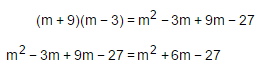 (m + 9)(m − 3) = m² − 3m + 9m − 27
m² − 3m + 9m − 27 = m² + 6m − 27